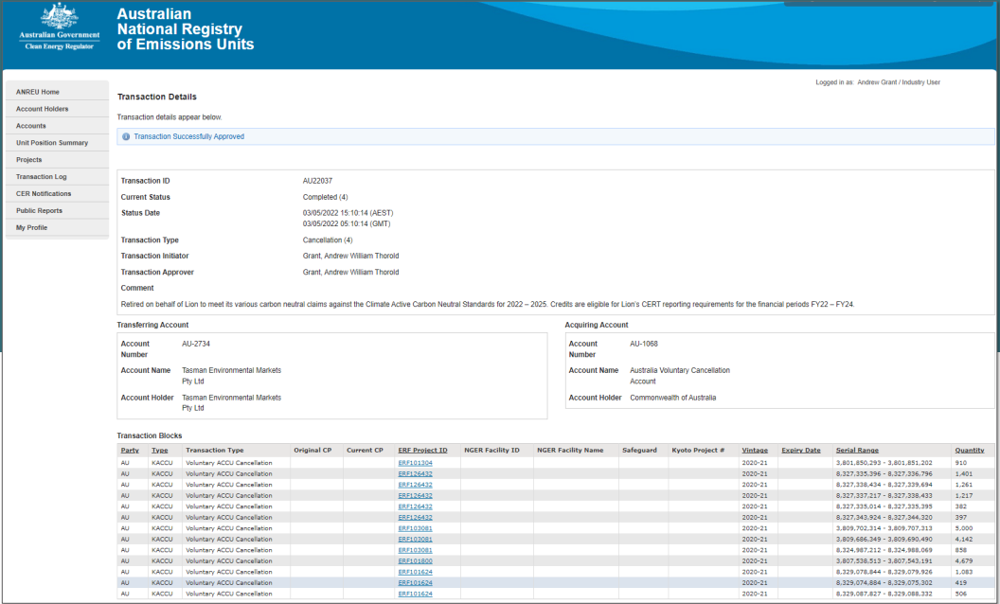 Australian Government
Clean Energy Regulator
Australian
National Registry
of Emissions Units
Logged in as: Andrew Grant / Industry User
ANREU Home
Account Holders
Accounts
Unit Position Summary
Projects
Transaction Log
CER Notifications
Public Reports
My Profile
Transaction Details
Transaction details appear below.
Transaction Successfully Approved
Transaction ID AU22037
Current Status Completed (4)
Status Date 03/05/2022 15:10:14 (AEST)
03/05/2022 05:10:14 (GMT)
Transaction Type Cancellation (4)
Transaction Initiator Grant, Andrew William Thorold
Transaction Approver Grant, Andrew William Thorold
Comment
Retired on behalf of Lion to meet its various carbon neutral claims against the Climate Active Carbon Neutral Standards for 2022 – 2025. Credits are eligible for Lion's CERT reporting requirements for the financial periods FY22 – FY24.
Transferring Account
Account Number AU-2734
Account Name Tasman Environmental Markets
Pty Ltd
Account Holder Tasman Environmental Markets
Pty Ltd
Acquiring Account
Account Number AU-1068
Account Name Australia Voluntary Cancellation
Account
Account Holder Commonwealth of Australia
Transaction Blocks
Party Type Transaction Type Original CP Current CP ERF Project ID NGER Facility ID NGER Facility Name Safeguard Kyoto Project # Vintage Expiry Date Serial Range Quantity
AU KACCU Voluntary ACCU Cancellation ERF101304 2020-21 3,801,850,293 - 3,801,851,202 910
AU KACCU Voluntary ACCU Cancellation ERF126432 2020-21 8,327,335,396 - 8,327,336,796 1,401
AU KACCU Voluntary ACCU Cancellation ERF126432 2020-21 8,327,338,434 - 8,327,339,694 1,261
AU KACCU Voluntary ACCU Cancellation ERF126432 2020-21 8,327,337,217 - 8,327,338,433 1,217
AU KACCU Voluntary ACCU Cancellation ERF126432 2020-21 8,327,335,014 - 8,327,335,395 382
AU KACCU Voluntary ACCU Cancellation ERF126432 2020-21 8,327,343,924 - 8,327,344,320 397
AU KACCU Voluntary ACCU Cancellation ERF103081 2020-21 3,809,702,314 - 3,809,707,313 5,000
AU KACCU Voluntary ACCU Cancellation ERF103081 2020-21 3,809,686,349 - 3,809,690,490 4,142
AU KACCU Voluntary ACCU Cancellation ERF103081 2020-21 8,324,987,212 - 8,324,988,069 858
AU KACCU Voluntary ACCU Cancellation ERF101800 2020-21 3,807,538,513 - 3,807,543,191 4,679
AU KACCU Voluntary ACCU Cancellation ERF101624 2020-21 8,329,078,844 - 8,329,079,926 1,083
AU KACCU Voluntary ACCU Cancellation ERF101624 2020-21 8,329,074,884 - 8,329,075,302 419
AU KACCU Voluntary ACCU Cancellation ERF101624 2020-21 8,329,087,827 - 8,329,088,332 506